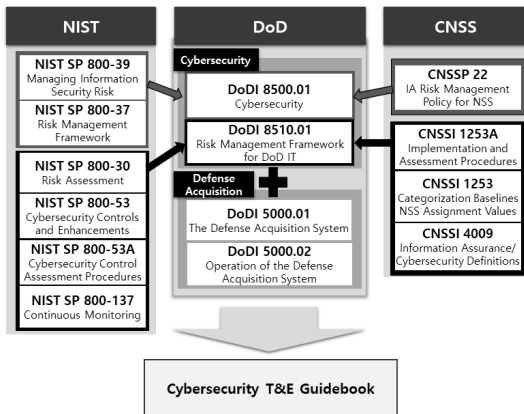 NIST
NIST SP 800-39
Managing Information
Security Risk
NIST SP 800-37
Risk Management
Framework
NIST SP 800-30
Risk Assessment
NIST SP 800-53
Cybersecurity Controls
and Enhancements
NIST SP 800-53A
Cybersecurity Control
Assessment Procedures
NIST SP 800-137
Continuous Monitoring
DoD
Cybersecurity
DoDI 8500.01
Cybersecurity
DoDI 8510.01
Risk Management Framework
for DoD IT
Defense
Acquisition
DoDI 5000.01
The Defense Acquisition System
DoDI 5000.02
Operation of the Defense
Acquisition System
CNSS
CNSSP 22
IA Risk Management
Policy for NSS
CNSSI 1253A
Implementation and
Assessment Procedures
CNSSI 1253
Categorization Baselines
NSS Assignment Values
CNSSI 4009
Information Assurance/
Cybersecurity Definitions
Cybersecurity T&E Guidebook